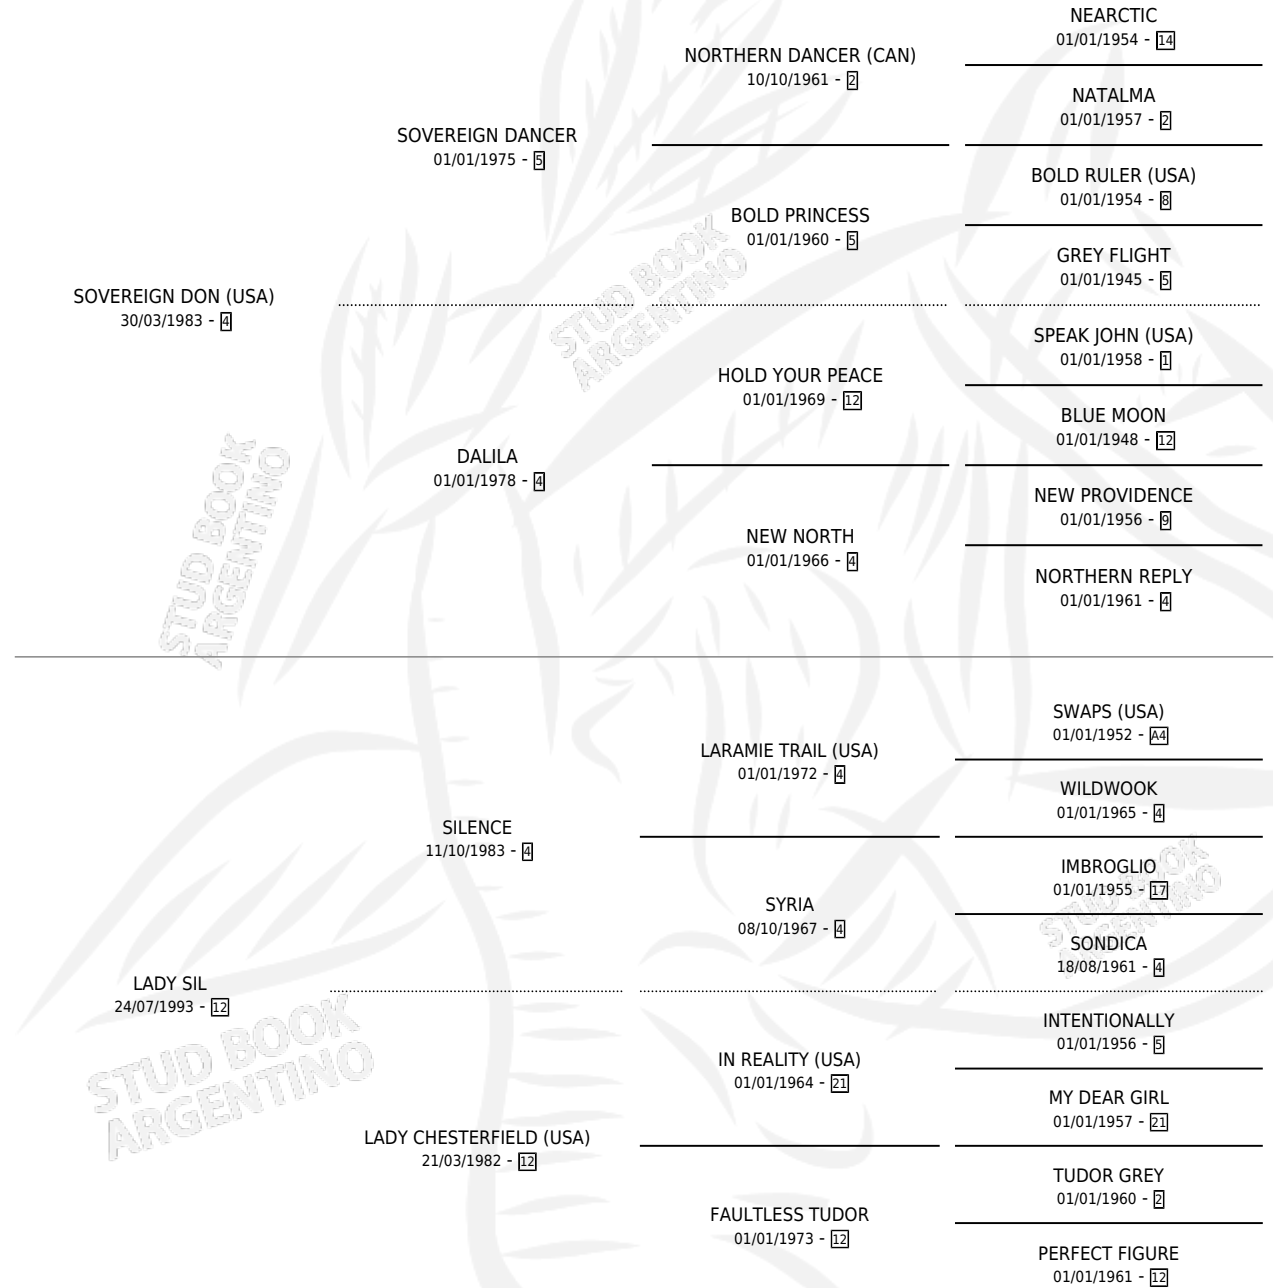 NEARCTIC
01/01/1954 - 14
NORTHERN DANCER (CAN)
10/10/1961 - 2
NATALMA
01/01/1957 - 2
SOVEREIGN DANCER
01/01/1975 - 5
BOLD RULER (USA)
01/01/1954 - 8
BOLD PRINCESS
01/01/1960 - 5
GREY FLIGHT
01/01/1945 - 5
STUD BOOK
ARGENTINO
SOVEREIGN DON (USA)
30/03/1983 - 4
SPEAK JOHN (USA)
01/01/1958 - 1
HOLD YOUR PEACE
01/01/1969 - 12
BLUE MOON
01/01/1948 - 12
DALILA
01/01/1978 - 4
STUD BOOK
ARGENTINO
NEW PROVIDENCE
01/01/1956 - 9
NEW NORTH
01/01/1966 - 4
NORTHERN REPLY
01/01/1961 - 4
SWAPS (USA)
01/01/1952 - A4
LARAMIE TRAIL (USA)
01/01/1972 - 4
WILDWOOK
01/01/1965 - 4
SILENCE
11/10/1983 - 4
IMBROGLIO
01/01/1955 - 17
SYRIA
08/10/1967 - 4
STUD BOOK
ARGENTINO
SONDICA
18/08/1961 - 4
LADY SIL
24/07/1993 - 12
STUD BOOK
ARGENTINO
INTENTIONALLY
01/01/1956 - 5
IN REALITY (USA)
01/01/1964 - 21
MY DEAR GIRL
01/01/1957 - 21
LADY CHESTERFIELD (USA)
21/03/1982 - 12
TUDOR GREY
01/01/1960 - 2
FAULTLESS TUDOR
01/01/1973 - 12
PERFECT FIGURE
01/01/1961 - 12